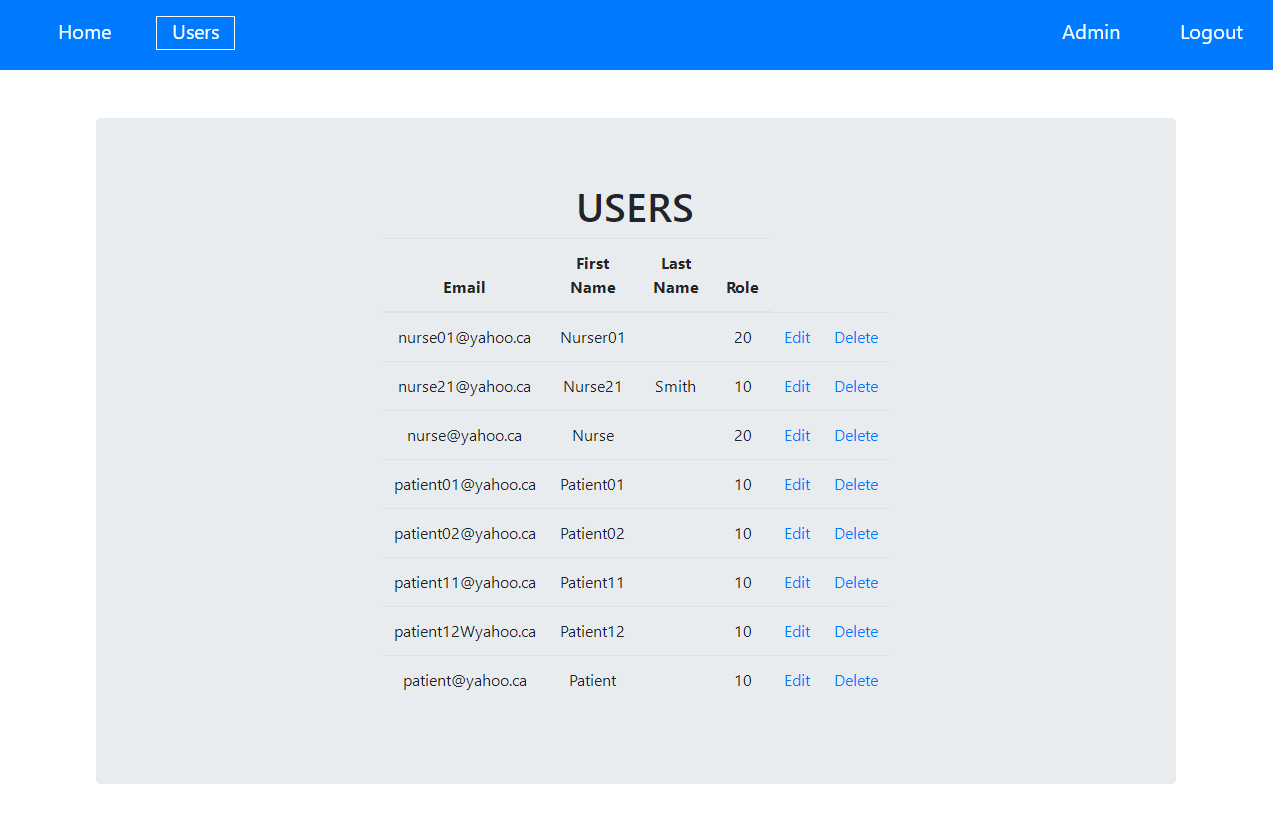 Home Users Admin Logout
USERS
First Last
Email Name Name Role
nurse01@yahoo.ca Nurser01 20 Edit Delete
nurse21@yahoo.ca Nurse21 Smith 10 Edit Delete
nurse@yahoo.ca Nurse 20 Edit Delete
patient01@yahoo.ca Patient01 10 Edit Delete
patient02@yahoo.ca Patient02 10 Edit Delete
patient11@yahoo.ca Patient11 10 Edit Delete
patient12Wyahoo.ca Patient12 10 Edit Delete
patient@yahoo.ca Patient 10 Edit Delete